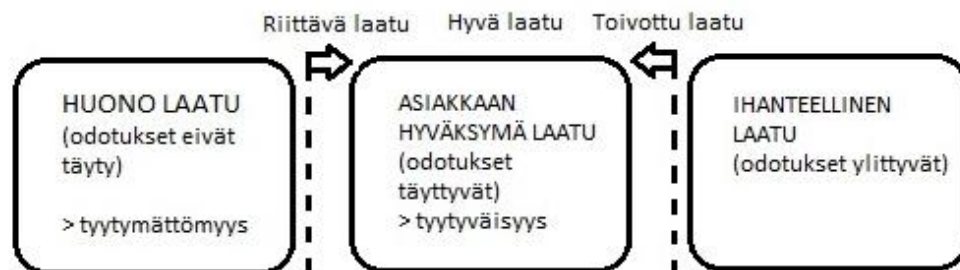 Riittävä laatu Hyvä laatu Toivottu laatu
HUONO LAATU
(odotukset eivät
täyty)
> tyytymättömyys
ASIAKKAAN
HYVÄKSYMÄ LAATU
(odotukset
täyttyvät)
> tyytyväisyys
IHANTEELLINEN
LAATU
(odotukset ylittyvät)